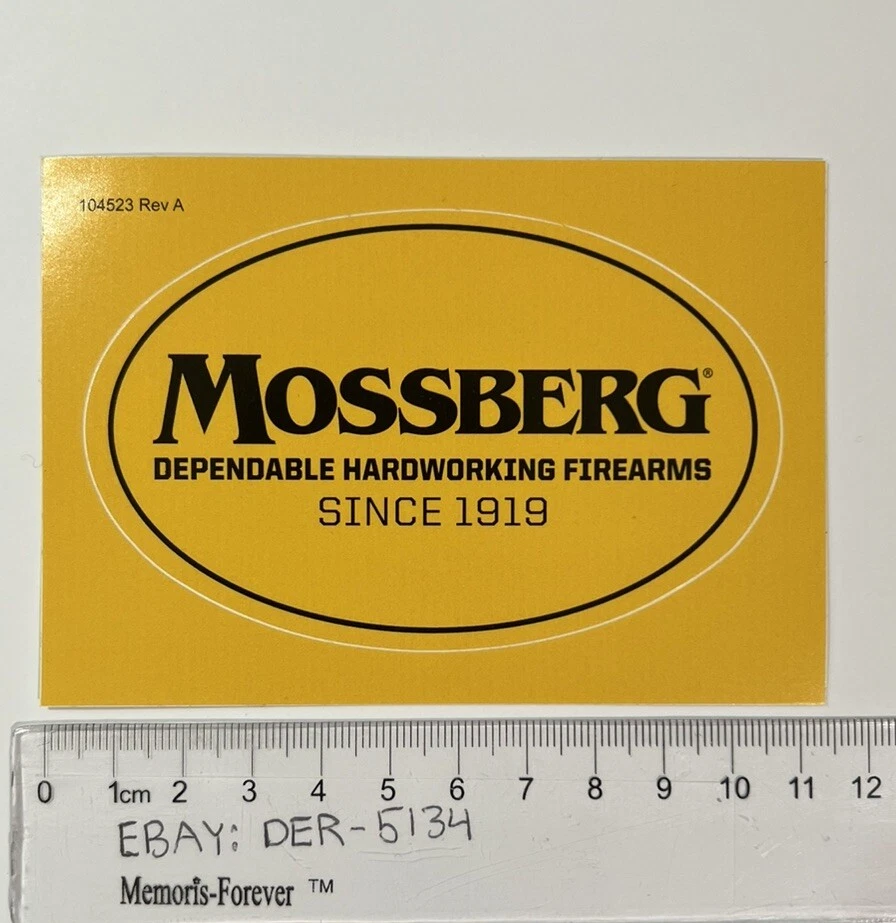 104523 Rev A
MOSSBERG®
DEPENDABLE HARDWORKING FIREARMS
SINCE 1919
0 1cm 2 3 4 5 6 7 8 9 10 11 12
EBAY: DER-5134
Memoris-Forever ™